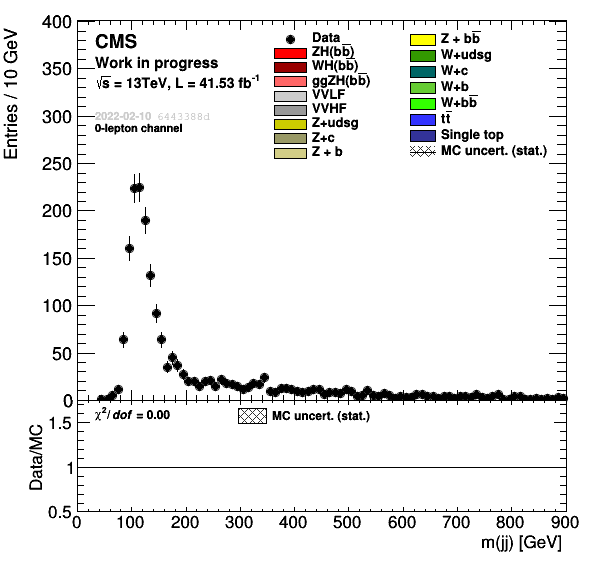 CMS
Work in progress
√s = 13TeV, L = 41.53 fb⁻¹
2022-02-10 6443388d
0-lepton channel
Data
ZH(bb̅)
WH(bb̅)
ggZH(bb̅)
VVLF
VVHF
Z+udsg
Z+c
Z + b
Z + bb̅
W+udsg
W+c
W+b
W+bb̅
tt̅
Single top
MC uncert. (stat.)
Entries / 10 GeV
400
350
300
250
200
150
100
50
0
χ²/dof = 0.00
MC uncert. (stat.)
Data/MC
1.5
1
0.5
0 100 200 300 400 500 600 700 800 900
m(jj) [GeV]